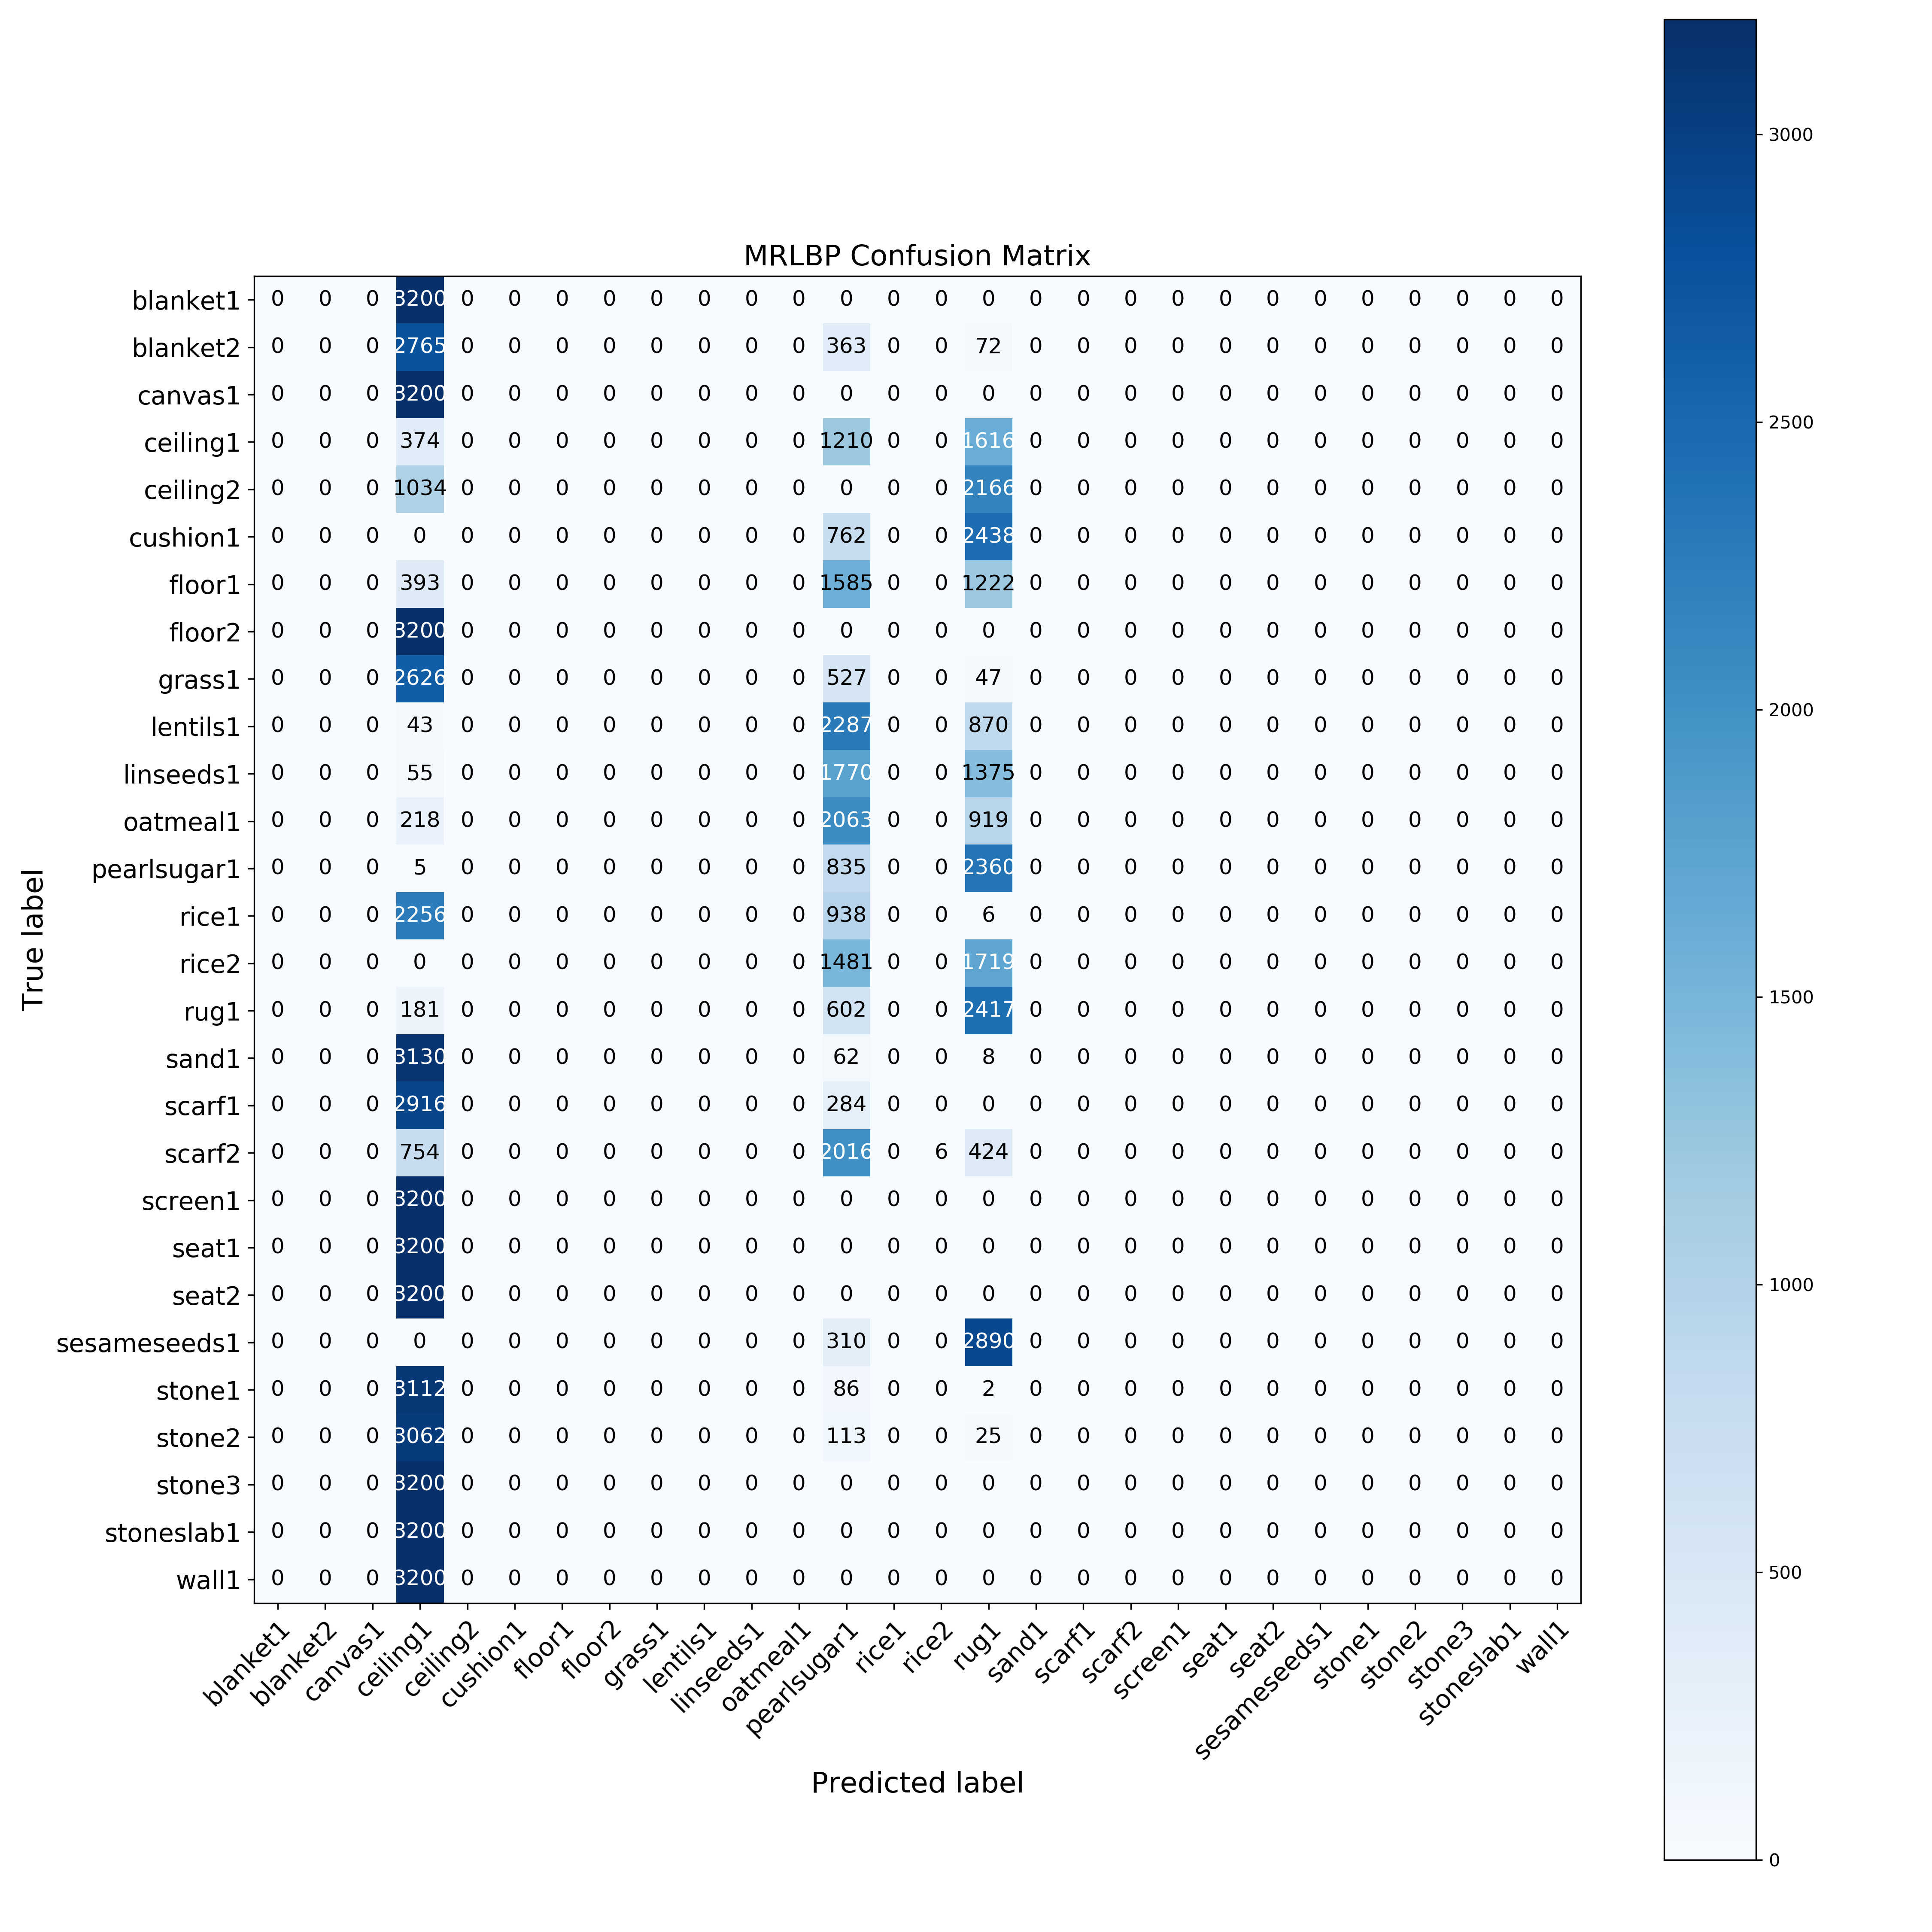 MRLBP Confusion Matrix
blanket1 0 0 0 3200 0 0 0 0 0 0 0 0 0 0 0 0 0 0 0 0 0 0 0 0 0 0 0 0
blanket2 0 0 0 2765 0 0 0 0 0 0 0 0 363 0 0 72 0 0 0 0 0 0 0 0 0 0 0 0
canvas1 0 0 0 3200 0 0 0 0 0 0 0 0 0 0 0 0 0 0 0 0 0 0 0 0 0 0 0 0
ceiling1 0 0 0 374 0 0 0 0 0 0 0 0 1210 0 0 1616 0 0 0 0 0 0 0 0 0 0 0 0
ceiling2 0 0 0 1034 0 0 0 0 0 0 0 0 0 0 0 2166 0 0 0 0 0 0 0 0 0 0 0 0
cushion1 0 0 0 0 0 0 0 0 0 0 0 0 762 0 0 2438 0 0 0 0 0 0 0 0 0 0 0 0
floor1 0 0 0 393 0 0 0 0 0 0 0 0 1585 0 0 1222 0 0 0 0 0 0 0 0 0 0 0 0
floor2 0 0 0 3200 0 0 0 0 0 0 0 0 0 0 0 0 0 0 0 0 0 0 0 0 0 0 0 0
grass1 0 0 0 2626 0 0 0 0 0 0 0 0 527 0 0 47 0 0 0 0 0 0 0 0 0 0 0 0
lentils1 0 0 0 43 0 0 0 0 0 0 0 0 2287 0 0 870 0 0 0 0 0 0 0 0 0 0 0 0
linseeds1 0 0 0 55 0 0 0 0 0 0 0 0 1770 0 0 1375 0 0 0 0 0 0 0 0 0 0 0 0
oatmeal1 0 0 0 218 0 0 0 0 0 0 0 0 2063 0 0 919 0 0 0 0 0 0 0 0 0 0 0 0
pearlsugar1 0 0 0 5 0 0 0 0 0 0 0 0 835 0 0 2360 0 0 0 0 0 0 0 0 0 0 0 0
rice1 0 0 0 2256 0 0 0 0 0 0 0 0 938 0 0 6 0 0 0 0 0 0 0 0 0 0 0 0
rice2 0 0 0 0 0 0 0 0 0 0 0 0 1481 0 0 1719 0 0 0 0 0 0 0 0 0 0 0 0
rug1 0 0 0 181 0 0 0 0 0 0 0 0 602 0 0 2417 0 0 0 0 0 0 0 0 0 0 0 0
sand1 0 0 0 3130 0 0 0 0 0 0 0 0 62 0 0 8 0 0 0 0 0 0 0 0 0 0 0 0
scarf1 0 0 0 2916 0 0 0 0 0 0 0 0 284 0 0 0 0 0 0 0 0 0 0 0 0 0 0 0
scarf2 0 0 0 754 0 0 0 0 0 0 0 0 2016 0 6 424 0 0 0 0 0 0 0 0 0 0 0 0
screen1 0 0 0 3200 0 0 0 0 0 0 0 0 0 0 0 0 0 0 0 0 0 0 0 0 0 0 0 0
seat1 0 0 0 3200 0 0 0 0 0 0 0 0 0 0 0 0 0 0 0 0 0 0 0 0 0 0 0 0
seat2 0 0 0 3200 0 0 0 0 0 0 0 0 0 0 0 0 0 0 0 0 0 0 0 0 0 0 0 0
sesameseeds1 0 0 0 0 0 0 0 0 0 0 0 0 310 0 0 2890 0 0 0 0 0 0 0 0 0 0 0 0
stone1 0 0 0 3112 0 0 0 0 0 0 0 0 86 0 0 2 0 0 0 0 0 0 0 0 0 0 0 0
stone2 0 0 0 3062 0 0 0 0 0 0 0 0 113 0 0 25 0 0 0 0 0 0 0 0 0 0 0 0
stone3 0 0 0 3200 0 0 0 0 0 0 0 0 0 0 0 0 0 0 0 0 0 0 0 0 0 0 0 0
stoneslab1 0 0 0 3200 0 0 0 0 0 0 0 0 0 0 0 0 0 0 0 0 0 0 0 0 0 0 0 0
wall1 0 0 0 3200 0 0 0 0 0 0 0 0 0 0 0 0 0 0 0 0 0 0 0 0 0 0 0 0
True label
blanket1
blanket2
canvas1
ceiling1
ceiling2
cushion1
floor1
floor2
grass1
lentils1
linseeds1
oatmeal1
pearlsugar1
rice1
rice2
rug1
sand1
scarf1
scarf2
screen1
seat1
seat2
sesameseeds1
stone1
stone2
stone3
stoneslab1
wall1
Predicted label
3000
2500
2000
1500
1000
500
0